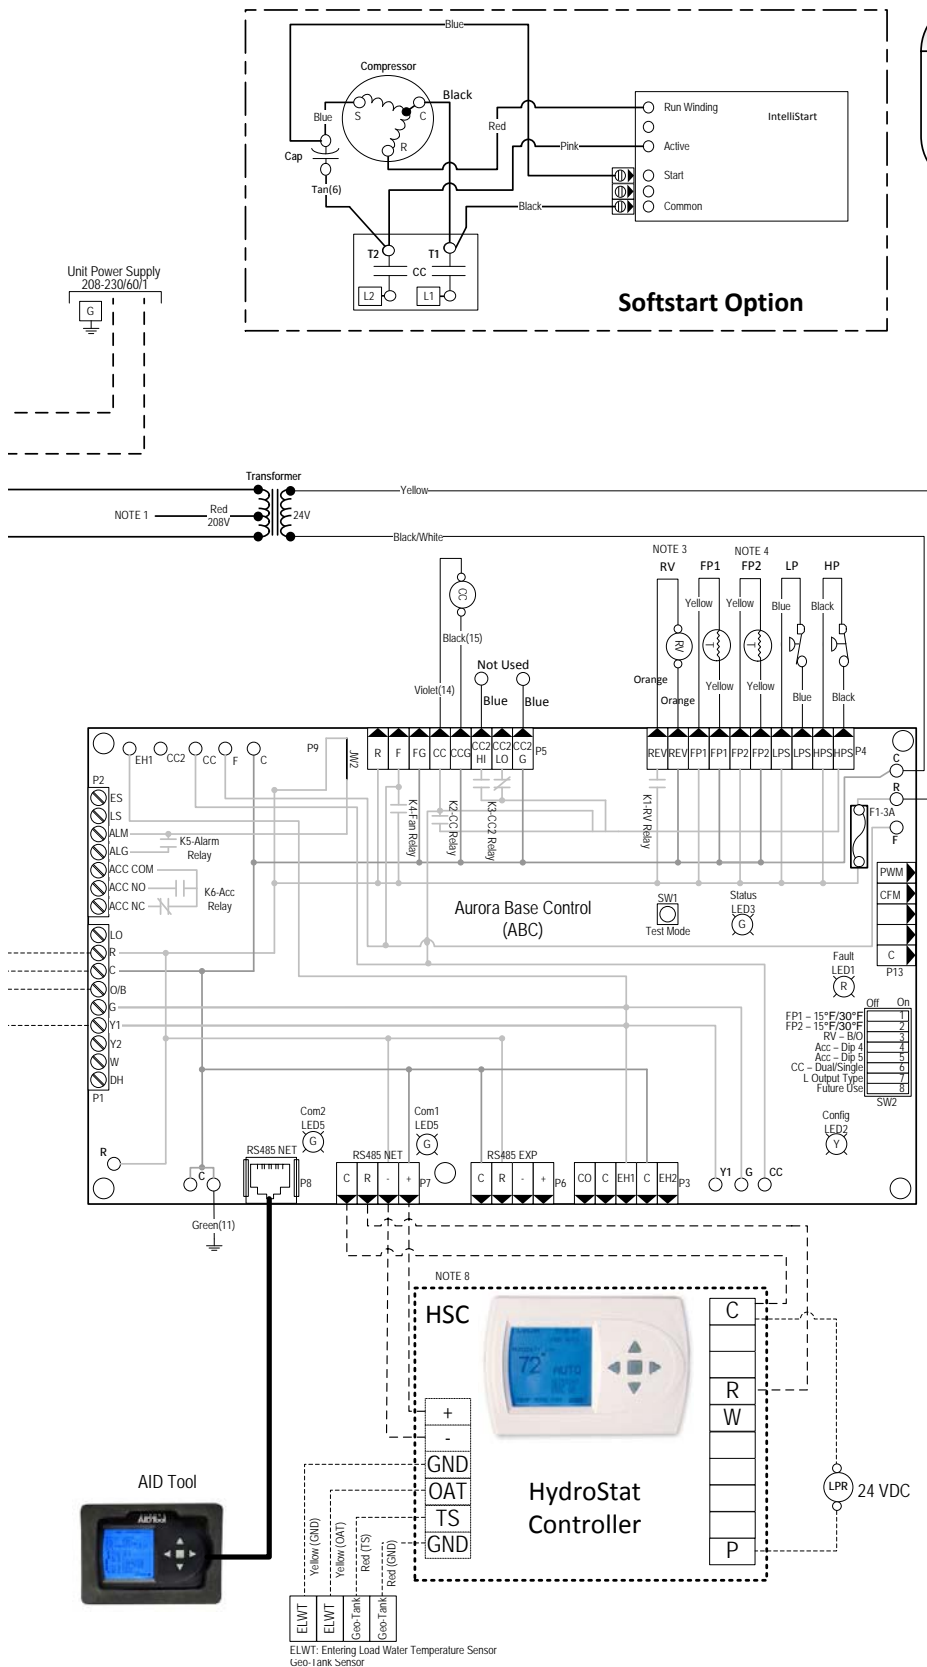 Blue
Compressor
Black
S
C
R
Blue
Red
Cap
Pink
Tan(6)
Black
Run Winding
IntelliStart
Active
Start
Common
T2
T1
CC
L2
L1
Softstart Option
Unit Power Supply
208-230/60/1
G
Transformer
Yellow
NOTE 1
Red
208V
24V
Black/White
NOTE 3
RV
FP1
NOTE 4
FP2
LP
HP
CC
Yellow
Yellow
Blue
Black
Black(15)
RV
T
T
Not Used
Violet(14)
Blue
Blue
Orange
Orange
Yellow
Yellow
Blue
Black
EH1
CC2
CC
F
C
P9
JW2
R
F
FG
CC
CCG
CC2
HI
CC2
LO
CC2
G
P5
REV
REV
FP1
FP1
FP2
FP2
LPS
LPS
HPS
HPS
P4
C
R
F1-3A
F
P2
ES
LS
ALM
ALG
ACC COM
ACC NO
ACC NC
K5-Alarm
Relay
K6-Acc
Relay
K4-Fan Relay
K2-CC Relay
K3-CC2 Relay
K1-RV Relay
Aurora Base Control
(ABC)
SW1
Test Mode
Status
LED3
G
PWM
CFM
C
P13
LO
R
C
O/B
G
Y1
Y2
W
DH
P1
Fault
LED1
R
Off
On
FP1 – 15°F/30°F
1
FP2 – 15°F/30°F
2
RV – B/O
3
Acc – Dip 4
4
Acc – Dip 5
5
CC – Dual/Single
6
L Output Type
7
Future Use
8
SW2
Config
LED2
Y
R
C
Green(11)
Com2
LED5
G
RS485 NET
P8
Com1
LED5
G
RS485 NET
C
R
-
+
P7
RS485 EXP
C
R
-
+
P6
CO
C
EH1
C
EH2
P3
Y1
G
CC
NOTE 8
HSC
72°
AUTO
C
R
W
P
+
-
GND
OAT
TS
GND
HydroStat
Controller
LPR
24 VDC
AID Tool
AID Tool
Yellow (GND)
Yellow (OAT)
Red (TS)
Red (GND)
ELWT
ELWT
Geo-Tank
Geo-Tank
ELWT: Entering Load Water Temperature Sensor
Geo-Tank Sensor